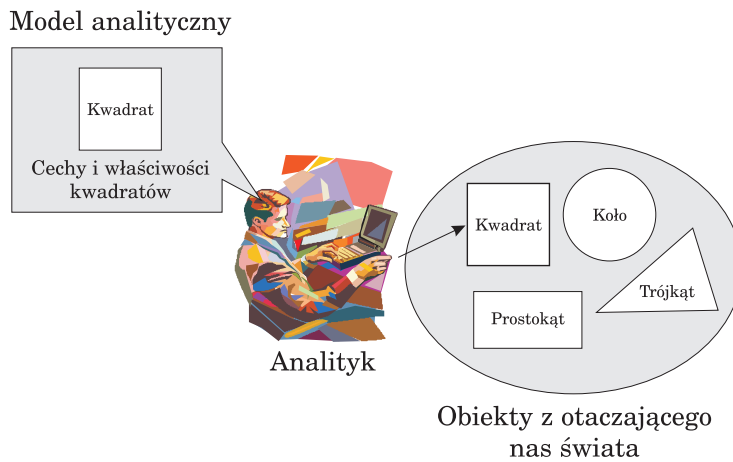 Model analityczny
Kwadrat
Cechy i właściwości
kwadratów
Analityk
Kwadrat
Koło
Prostokąt
Trójkąt
Obiekty z otaczającego
nas świata